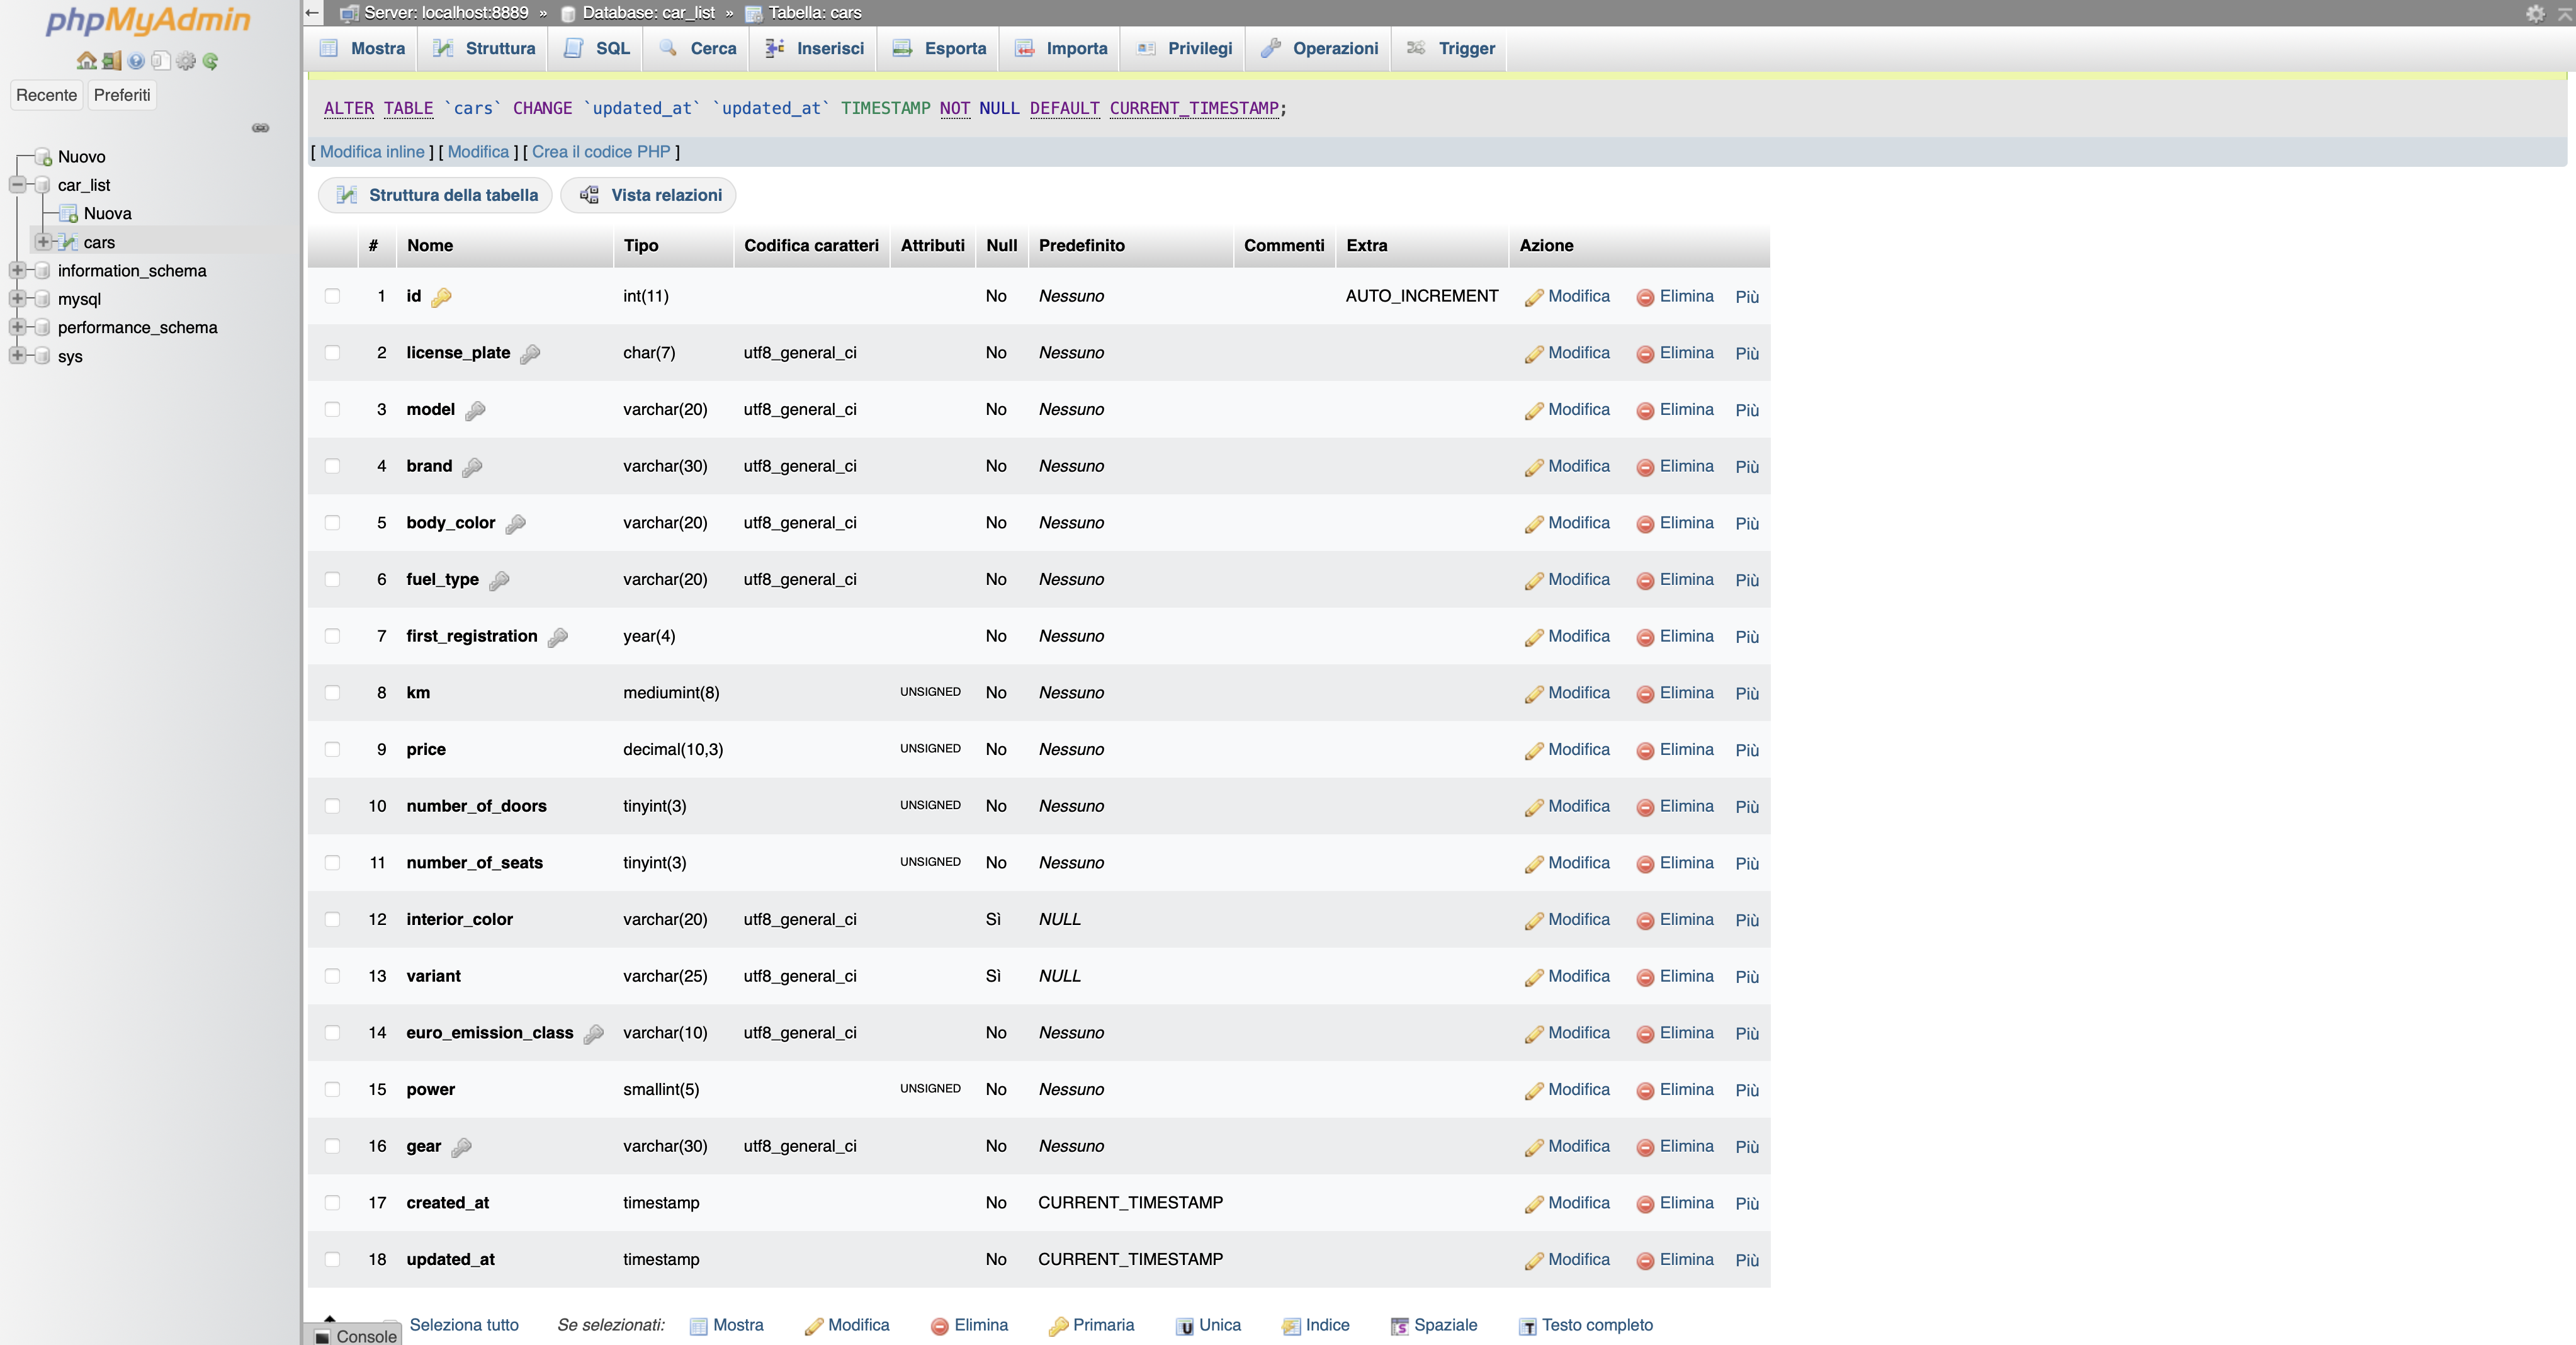 phpMyAdmin
Recente Preferiti
Nuovo
car_list
Nuova
cars
information_schema
mysql
performance_schema
sys
Server: localhost:8889 » Database: car_list » Tabella: cars
Mostra Struttura SQL Cerca Inserisci Esporta Importa Privilegi Operazioni Trigger
ALTER TABLE `cars` CHANGE `updated_at` `updated_at` TIMESTAMP NOT NULL DEFAULT CURRENT_TIMESTAMP;
[ Modifica inline ] [ Modifica ] [ Crea il codice PHP ]
Struttura della tabella Vista relazioni
# Nome Tipo Codifica caratteri Attributi Null Predefinito Commenti Extra Azione
1 id int(11) No Nessuno AUTO_INCREMENT Modifica Elimina Più
2 license_plate char(7) utf8_general_ci No Nessuno Modifica Elimina Più
3 model varchar(20) utf8_general_ci No Nessuno Modifica Elimina Più
4 brand varchar(30) utf8_general_ci No Nessuno Modifica Elimina Più
5 body_color varchar(20) utf8_general_ci No Nessuno Modifica Elimina Più
6 fuel_type varchar(20) utf8_general_ci No Nessuno Modifica Elimina Più
7 first_registration year(4) No Nessuno Modifica Elimina Più
8 km mediumint(8) UNSIGNED No Nessuno Modifica Elimina Più
9 price decimal(10,3) UNSIGNED No Nessuno Modifica Elimina Più
10 number_of_doors tinyint(3) UNSIGNED No Nessuno Modifica Elimina Più
11 number_of_seats tinyint(3) UNSIGNED No Nessuno Modifica Elimina Più
12 interior_color varchar(20) utf8_general_ci Sì NULL Modifica Elimina Più
13 variant varchar(25) utf8_general_ci Sì NULL Modifica Elimina Più
14 euro_emission_class varchar(10) utf8_general_ci No Nessuno Modifica Elimina Più
15 power smallint(5) UNSIGNED No Nessuno Modifica Elimina Più
16 gear varchar(30) utf8_general_ci No Nessuno Modifica Elimina Più
17 created_at timestamp No CURRENT_TIMESTAMP Modifica Elimina Più
18 updated_at timestamp No CURRENT_TIMESTAMP Modifica Elimina Più
Seleziona tutto Se selezionati: Mostra Modifica Elimina Primaria Unica Indice Spaziale Testo completo
Console